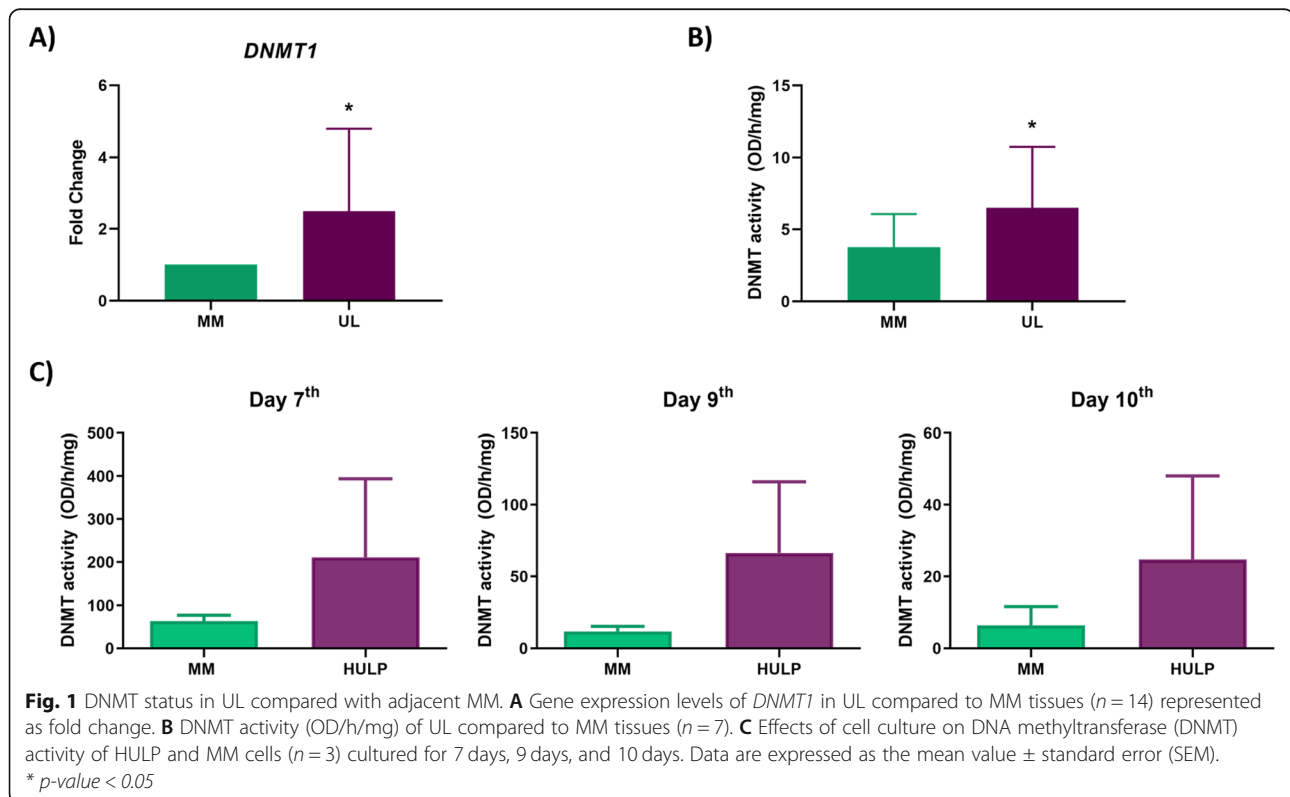 A)
DNMT1
Fold Change
6
4
2
0
*
MM
UL
B)
DNMT activity (OD/h/mg)
15
10
5
0
*
MM
UL
C)
Day 7th
DNMT activity (OD/h/mg)
500
400
300
200
100
0
MM
HULP
Day 9th
DNMT activity (OD/h/mg)
150
100
50
0
MM
HULP
Day 10th
DNMT activity (OD/h/mg)
60
40
20
0
MM
HULP
Fig. 1 DNMT status in UL compared with adjacent MM. A Gene expression levels of DNMT1 in UL compared to MM tissues (n = 14) represented
as fold change. B DNMT activity (OD/h/mg) of UL compared to MM tissues (n = 7). C Effects of cell culture on DNA methyltransferase (DNMT)
activity of HULP and MM cells (n = 3) cultured for 7 days, 9 days, and 10 days. Data are expressed as the mean value ± standard error (SEM).
* p-value < 0.05